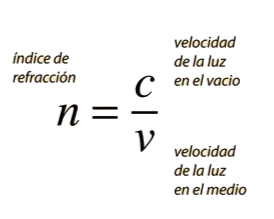 índice de
refracción
n = c / v
velocidad
de la luz
en el vacio
velocidad
de la luz
en el medio